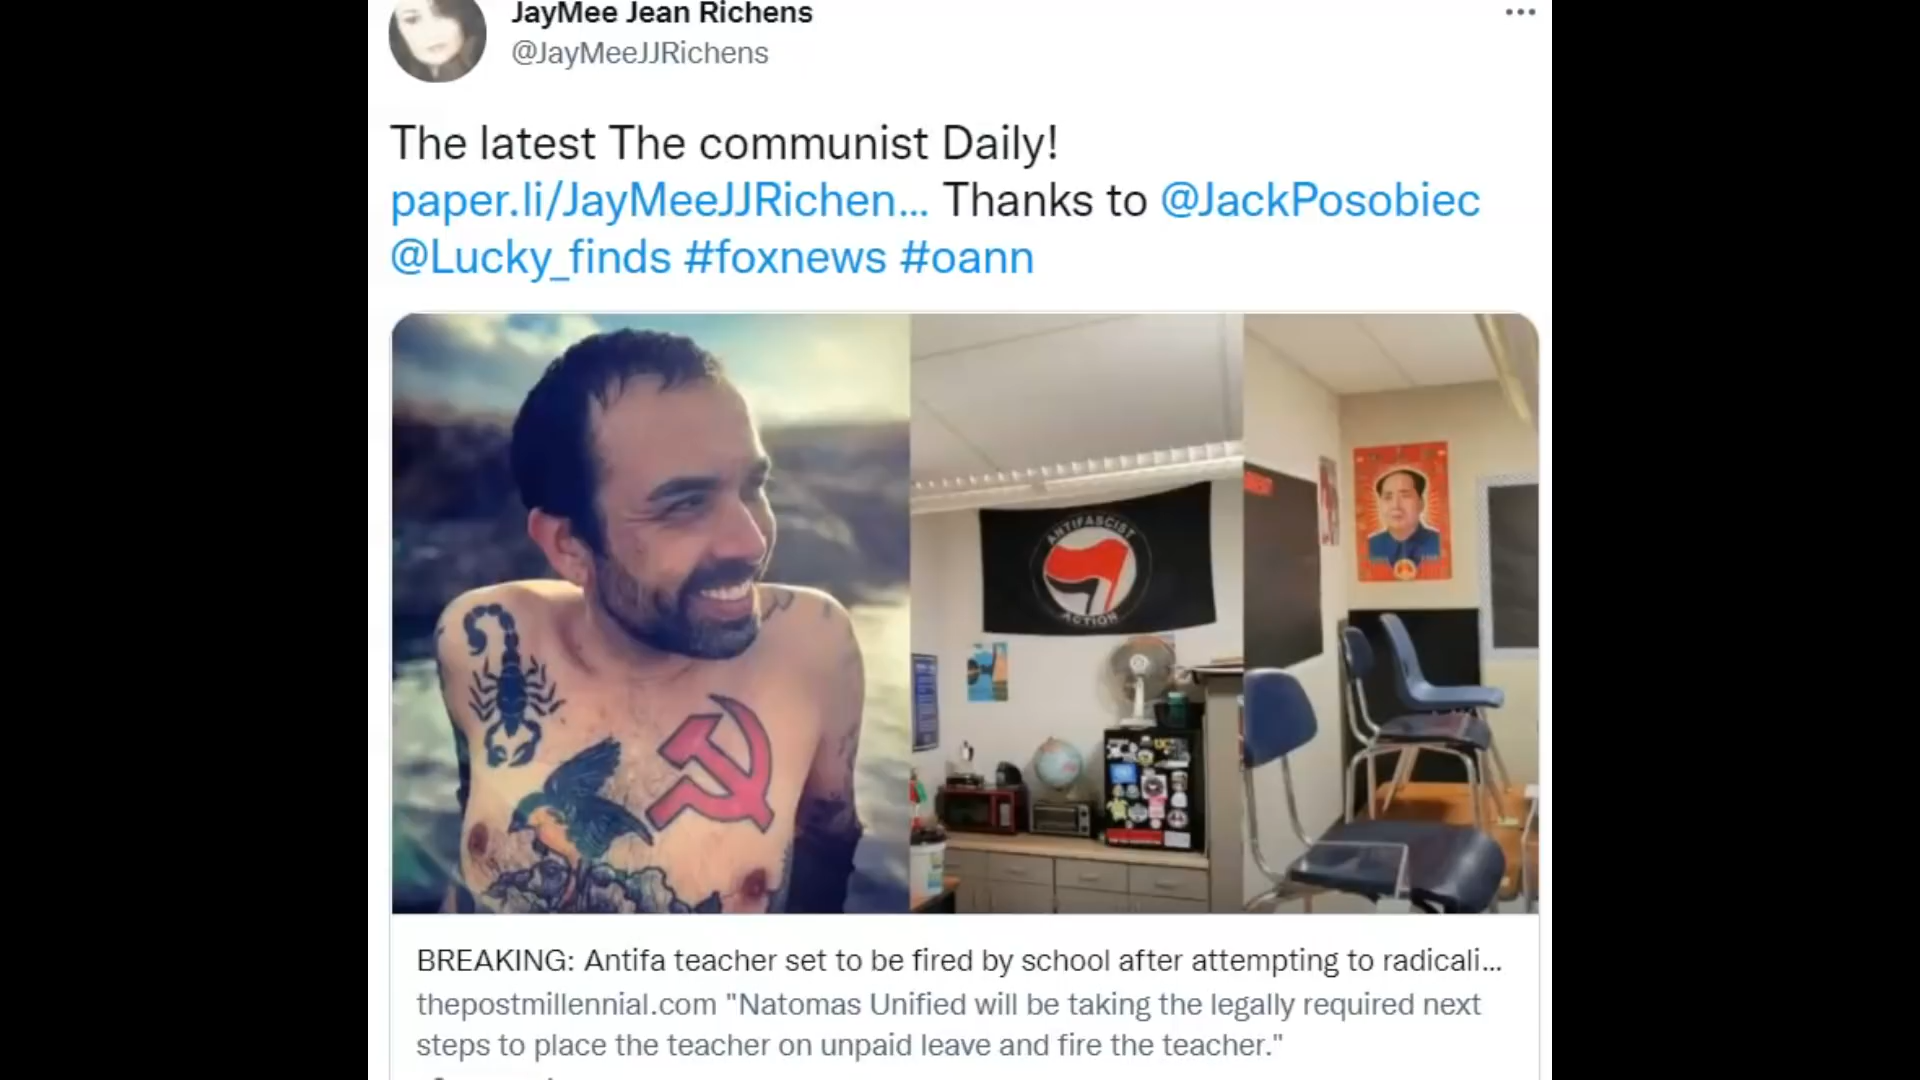 JayMee Jean Richens
@JayMeeJJRichens
The latest The communist Daily!
paper.li/JayMeeJJRichen... Thanks to @JackPosobiec
@Lucky_finds #foxnews #oann
ANTIFASCIST
ACTION
BREAKING: Antifa teacher set to be fired by school after attempting to radicali...
thepostmillennial.com "Natomas Unified will be taking the legally required next
steps to place the teacher on unpaid leave and fire the teacher."